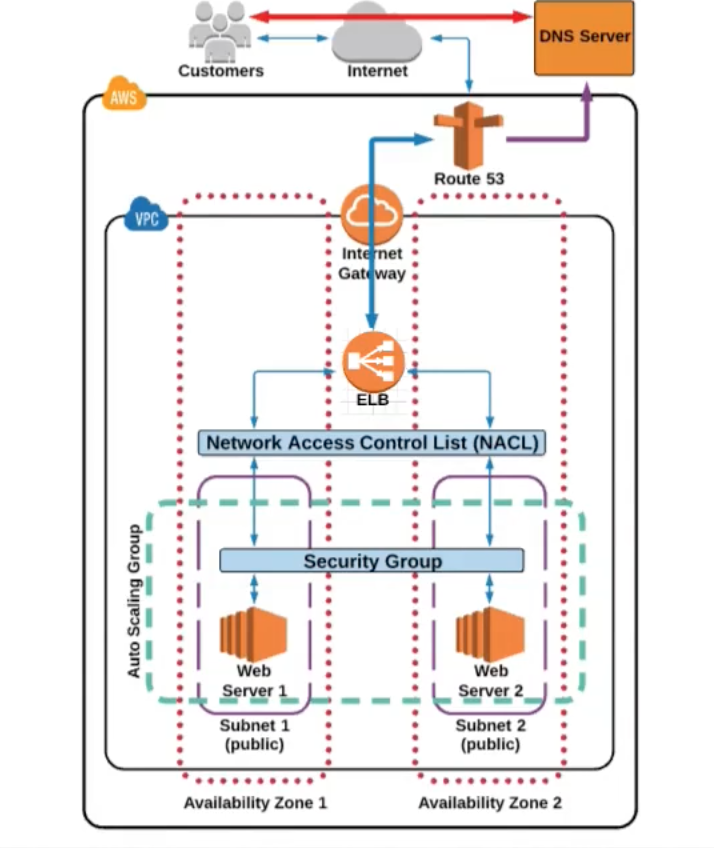 Customers
Internet
DNS Server
AWS
Route 53
VPC
Internet
Gateway
ELB
Network Access Control List (NACL)
Auto Scaling Group
Security Group
Web
Server 1
Web
Server 2
Subnet 1
(public)
Subnet 2
(public)
Availability Zone 1
Availability Zone 2